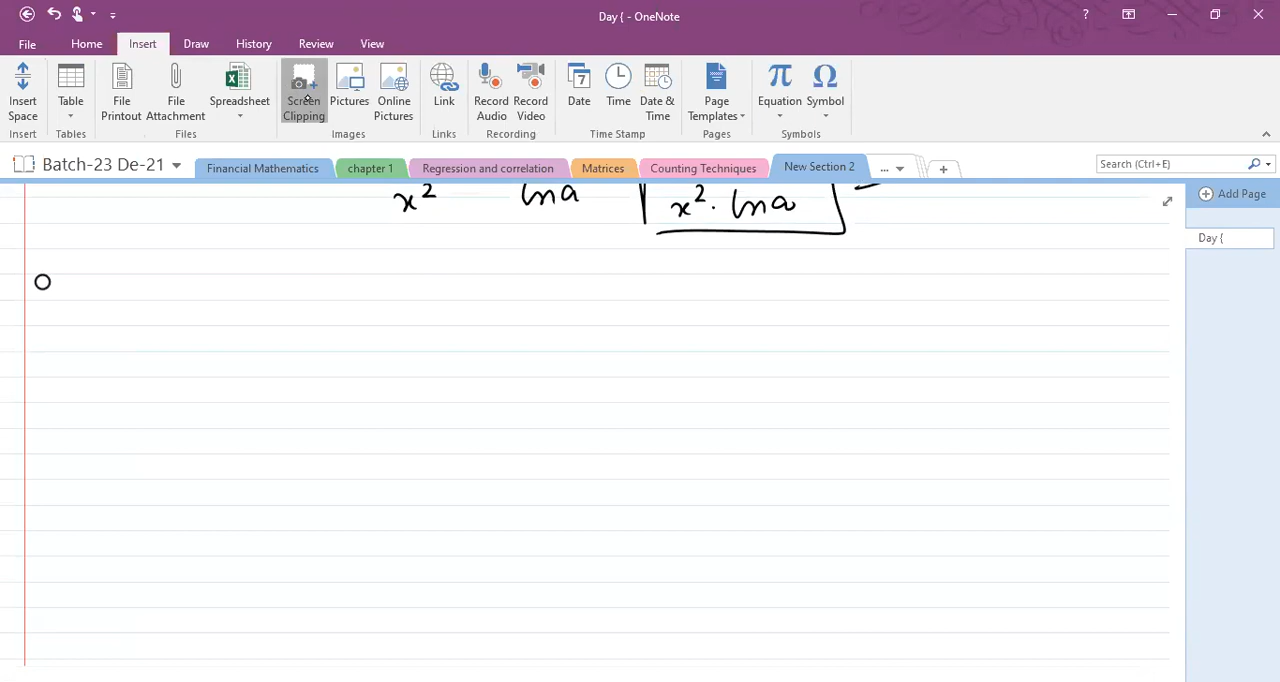 Day { - OneNote
?
File Home Insert Draw History Review View
Insert Space Table File Printout File Attachment Spreadsheet Screen Clipping Pictures Online Pictures Link Record Audio Record Video Date Time Date & Time Page Templates Equation Symbol
Insert Tables Files Images Links Recording Time Stamp Pages Symbols
Batch-23 De-21 Financial Mathematics chapter 1 Regression and correlation Matrices Counting Techniques New Section 2 ... + Search (Ctrl+E)
x² ln a x² · ln a
Add Page
Day {